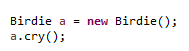 Birdie a = new Birdie();
a.cry();